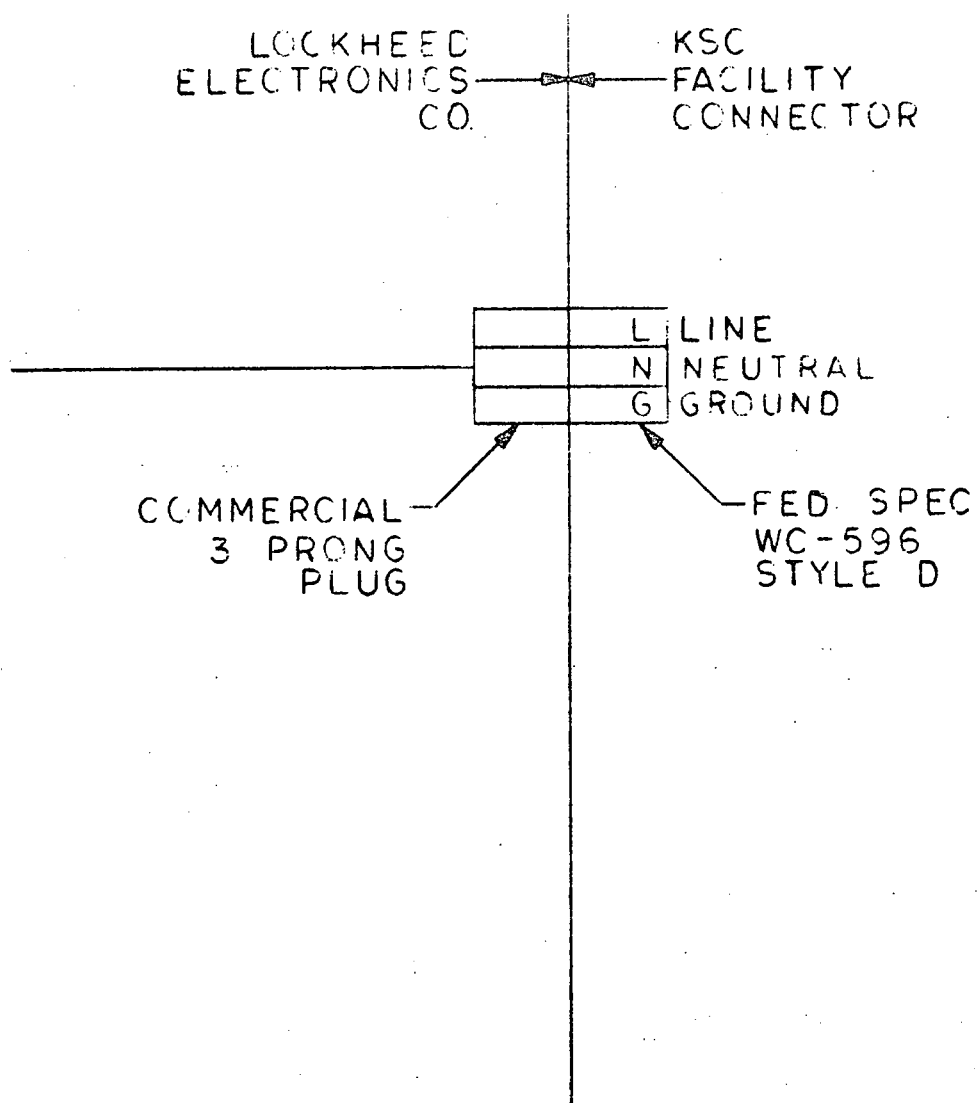 LOCKHEED
ELECTRONICS
CO.
KSC
FACILITY
CONNECTOR
L LINE
N NEUTRAL
G GROUND
COMMERCIAL
3 PRONG
PLUG
FED. SPEC
WC-596
STYLE D